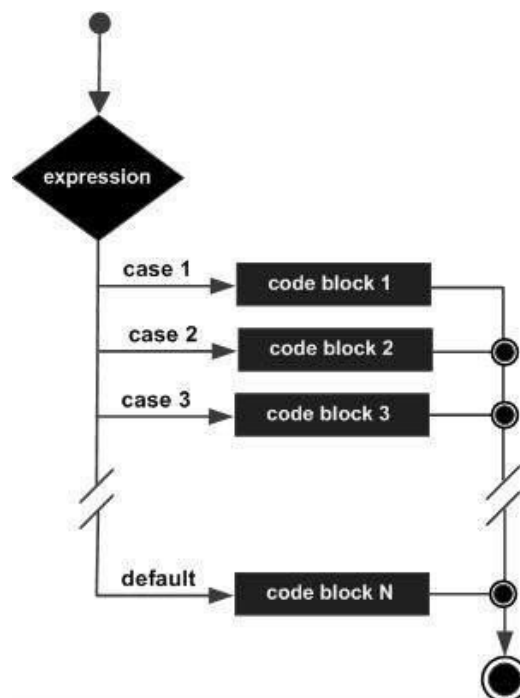 expression
case 1
code block 1
case 2
code block 2
case 3
code block 3
default
code block N